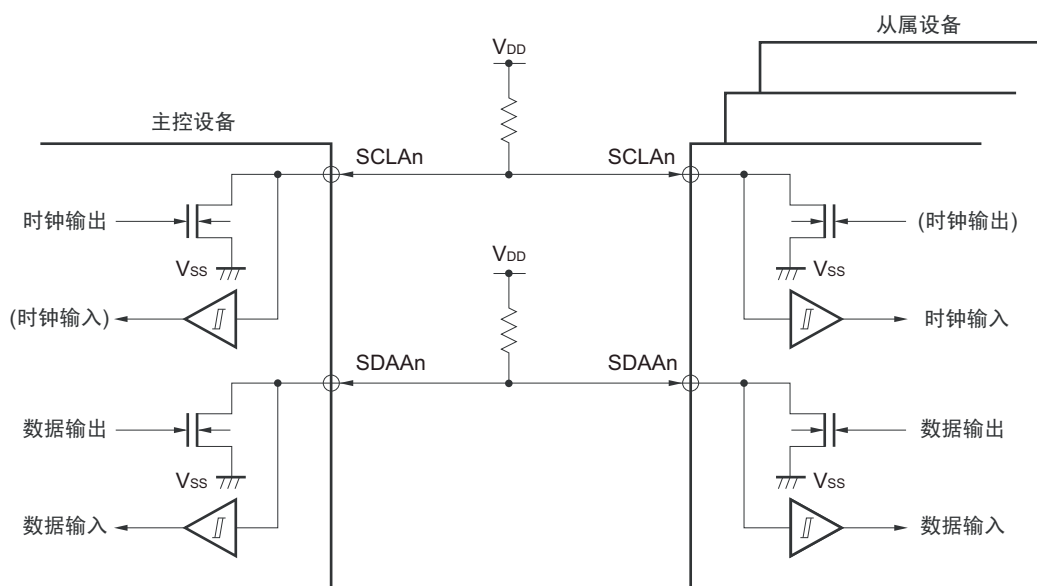 从属设备
VDD
主控设备
SCLAn
SCLAn
时钟输出
(时钟输出)
VSS
VSS
VDD
(时钟输入)
时钟输入
SDAAn
SDAAn
数据输出
数据输出
VSS
VSS
数据输入
数据输入